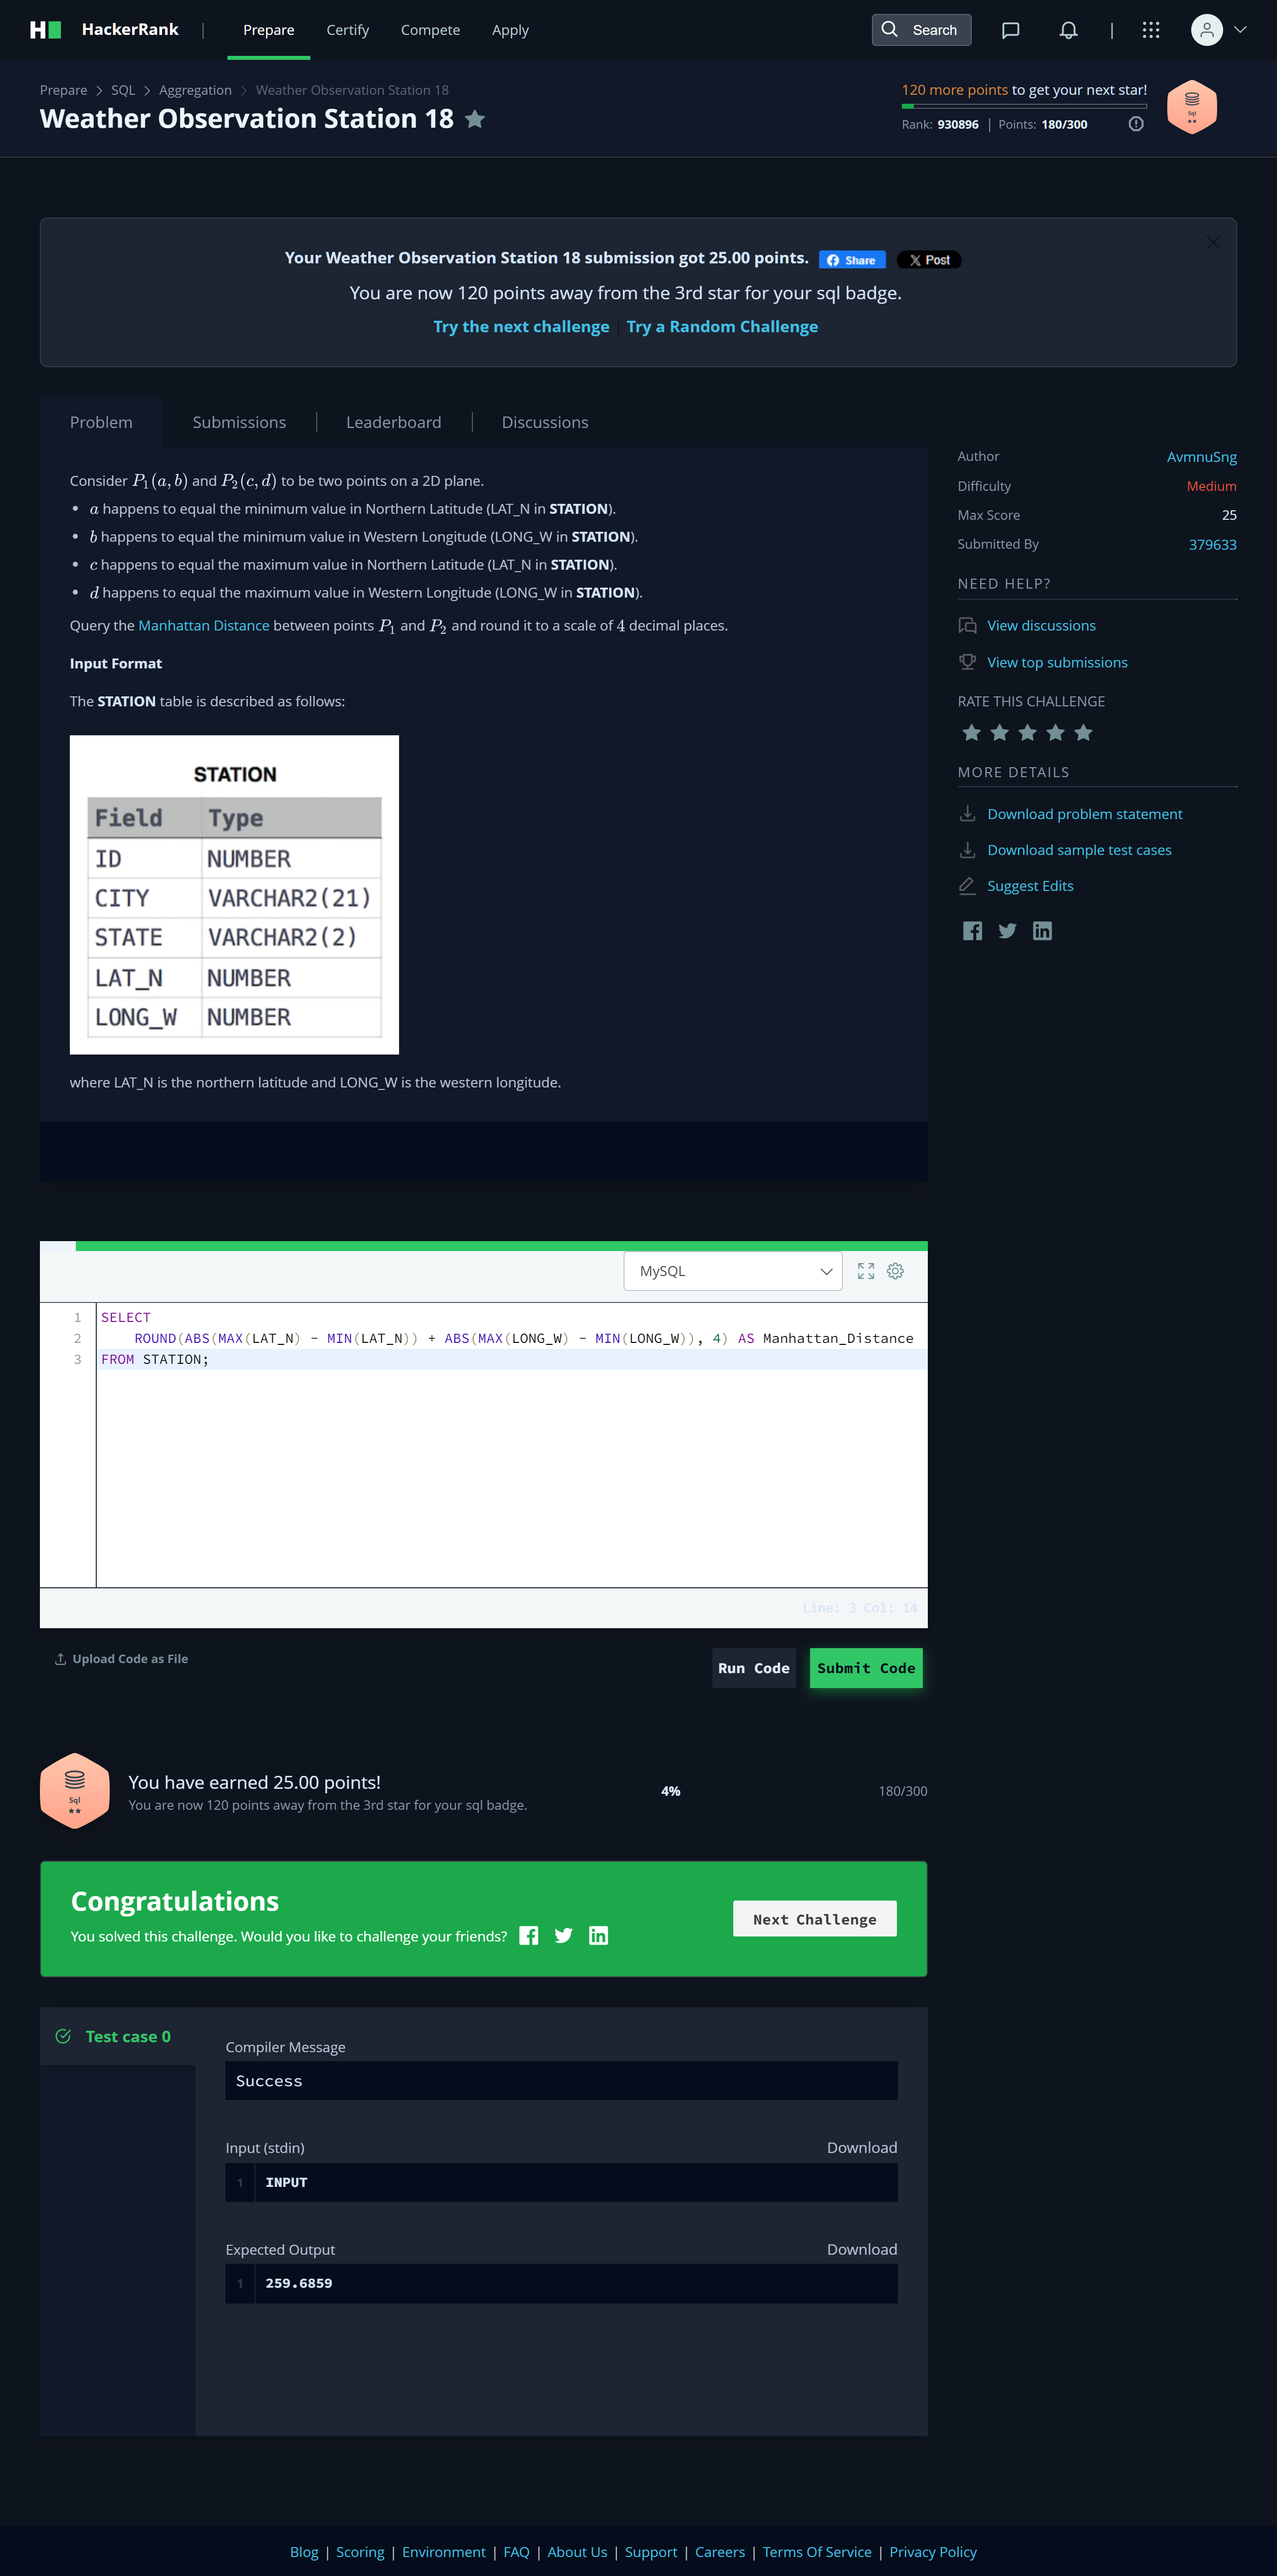 HackerRank | Prepare Certify Compete Apply Search
Prepare > SQL > Aggregation > Weather Observation Station 18
Weather Observation Station 18
120 more points to get your next star!
Rank: 930896 | Points: 180/300
Sql
Your Weather Observation Station 18 submission got 25.00 points. Share Post
You are now 120 points away from the 3rd star for your sql badge.
Try the next challenge | Try a Random Challenge
Problem Submissions Leaderboard Discussions
Consider P₁(a, b) and P₂(c, d) to be two points on a 2D plane.
• a happens to equal the minimum value in Northern Latitude (LAT_N in STATION).
• b happens to equal the minimum value in Western Longitude (LONG_W in STATION).
• c happens to equal the maximum value in Northern Latitude (LAT_N in STATION).
• d happens to equal the maximum value in Western Longitude (LONG_W in STATION).
Query the Manhattan Distance between points P₁ and P₂ and round it to a scale of 4 decimal places.
Input Format
The STATION table is described as follows:
STATION
Field Type
ID NUMBER
CITY VARCHAR2(21)
STATE VARCHAR2(2)
LAT_N NUMBER
LONG_W NUMBER
where LAT_N is the northern latitude and LONG_W is the western longitude.
Author AvmnuSng
Difficulty Medium
Max Score 25
Submitted By 379633
NEED HELP?
View discussions
View top submissions
RATE THIS CHALLENGE
MORE DETAILS
Download problem statement
Download sample test cases
Suggest Edits
MySQL
1 SELECT
2 ROUND(ABS(MAX(LAT_N) - MIN(LAT_N)) + ABS(MAX(LONG_W) - MIN(LONG_W)), 4) AS Manhattan_Distance
3 FROM STATION;
Line: 3 Col: 14
Upload Code as File
Run Code Submit Code
Sql
You have earned 25.00 points!
You are now 120 points away from the 3rd star for your sql badge.
4% 180/300
Congratulations
You solved this challenge. Would you like to challenge your friends?
Next Challenge
Test case 0
Compiler Message
Success
Input (stdin) Download
1 INPUT
Expected Output Download
1 259.6859
Blog | Scoring | Environment | FAQ | About Us | Support | Careers | Terms Of Service | Privacy Policy